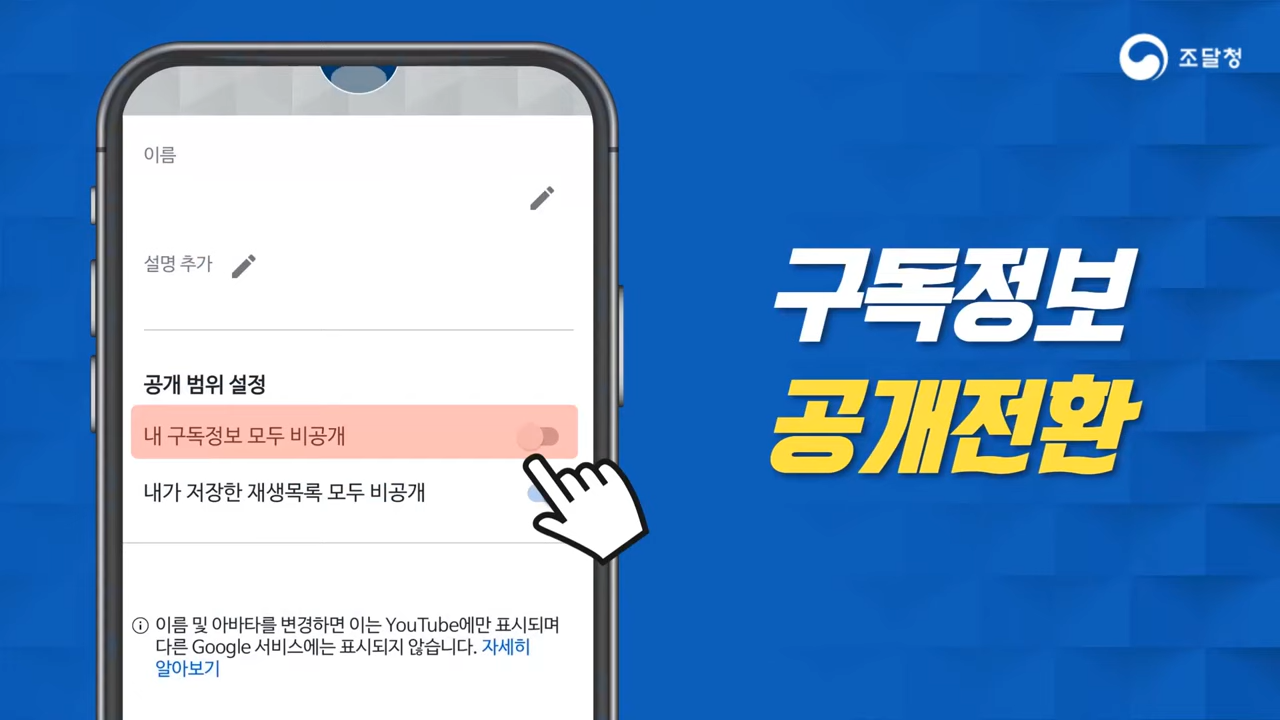 조달청
이름
설명 추가
공개 범위 설정
내 구독정보 모두 비공개
내가 저장한 재생목록 모두 비공개
이름 및 아바타를 변경하면 이는 YouTube에만 표시되며
다른 Google 서비스에는 표시되지 않습니다. 자세히
알아보기
구독정보
공개전환